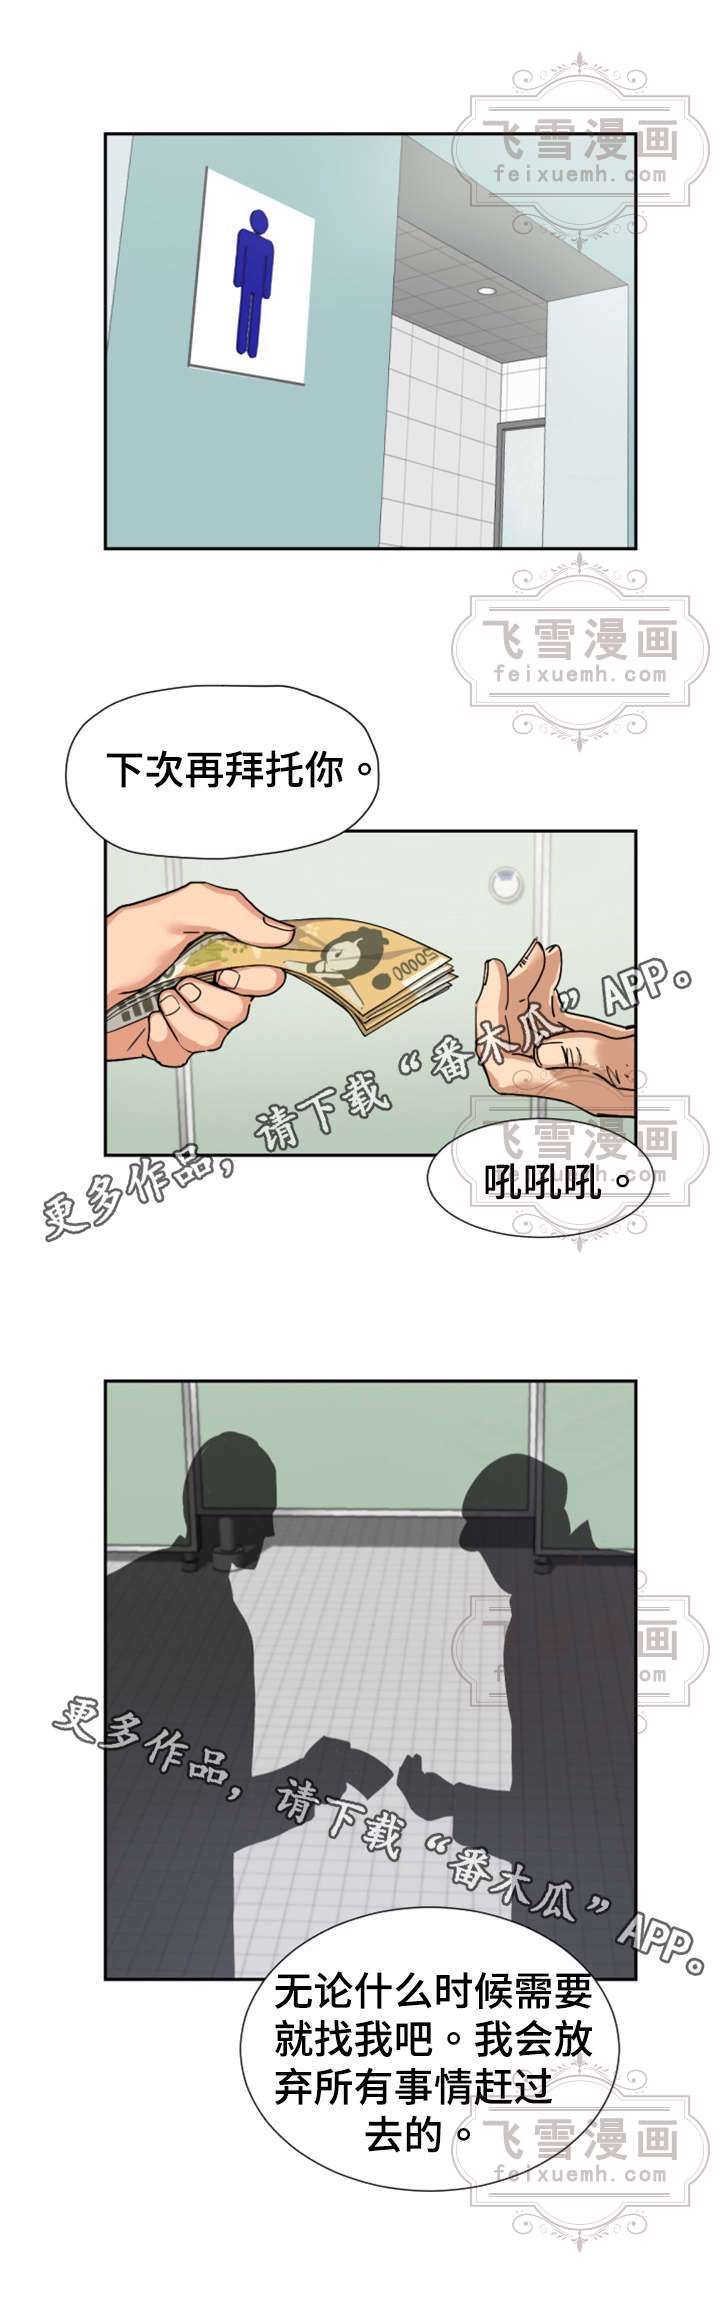 飞雪漫画
feixuemh.com
飞雪漫画
feixuemh.com
下次再拜托你。
50000
更多作品，请下载“番木瓜”APP。
飞雪漫画
feixuemh.com
吼吼吼。
画
mh.com
更多作品，请下载“番木瓜”APP。
无论什么时候需要
就找我吧。我会放
弃所有事情赶过
去的。
飞雪漫画
feixuemh.com